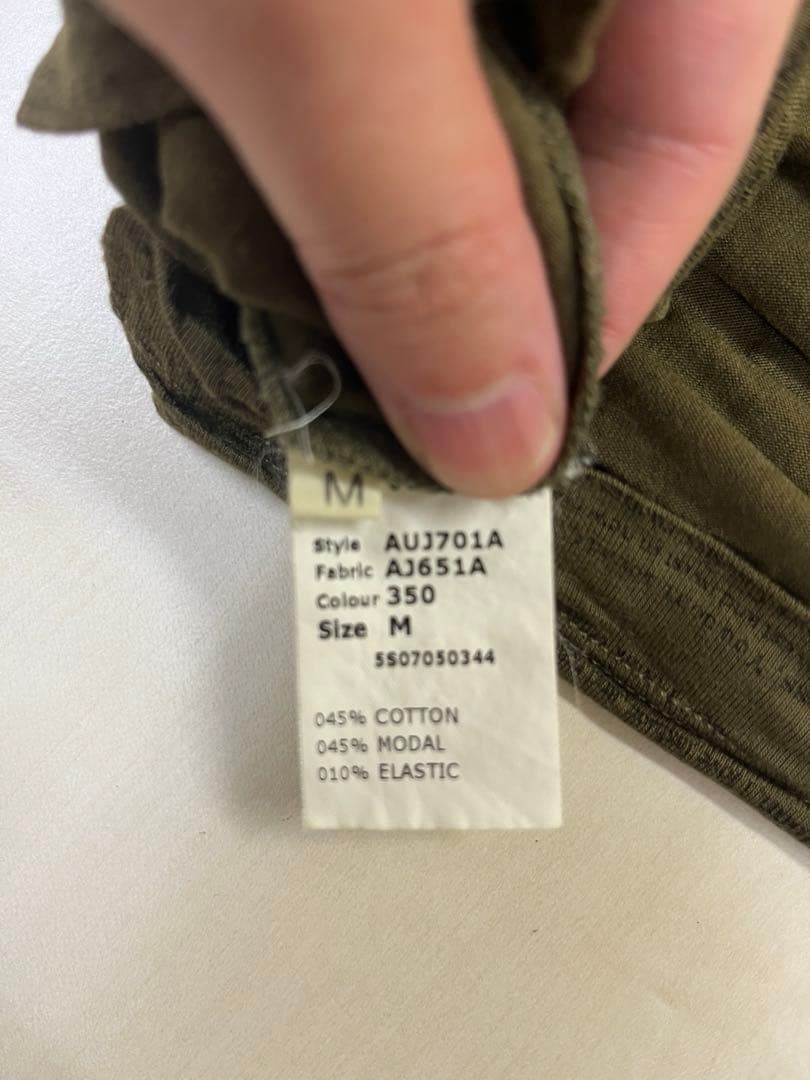 M
Style AUJ701A
Fabric AJ651A
Colour 350
Size M
5S07050344
045% COTTON
045% MODAL
010% ELASTIC